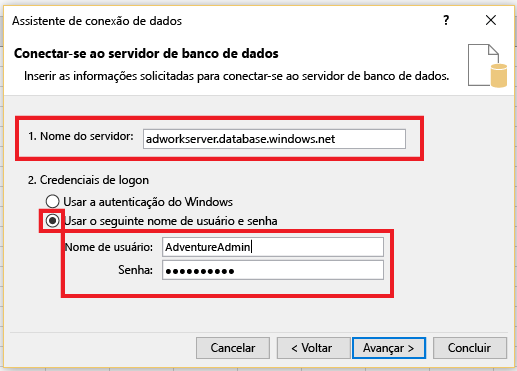 Assistente de conexão de dados
Conectar-se ao servidor de banco de dados
Inserir as informações solicitadas para conectar-se ao servidor de banco de dados.
1. Nome do servidor: adworkserver.database.windows.net
2. Credenciais de logon
Usar a autenticação do Windows
Usar o seguinte nome de usuário e senha
Nome de usuário: AdventureAdmin
Senha: ●●●●●●●●●●
Cancelar < Voltar Avançar > Concluir